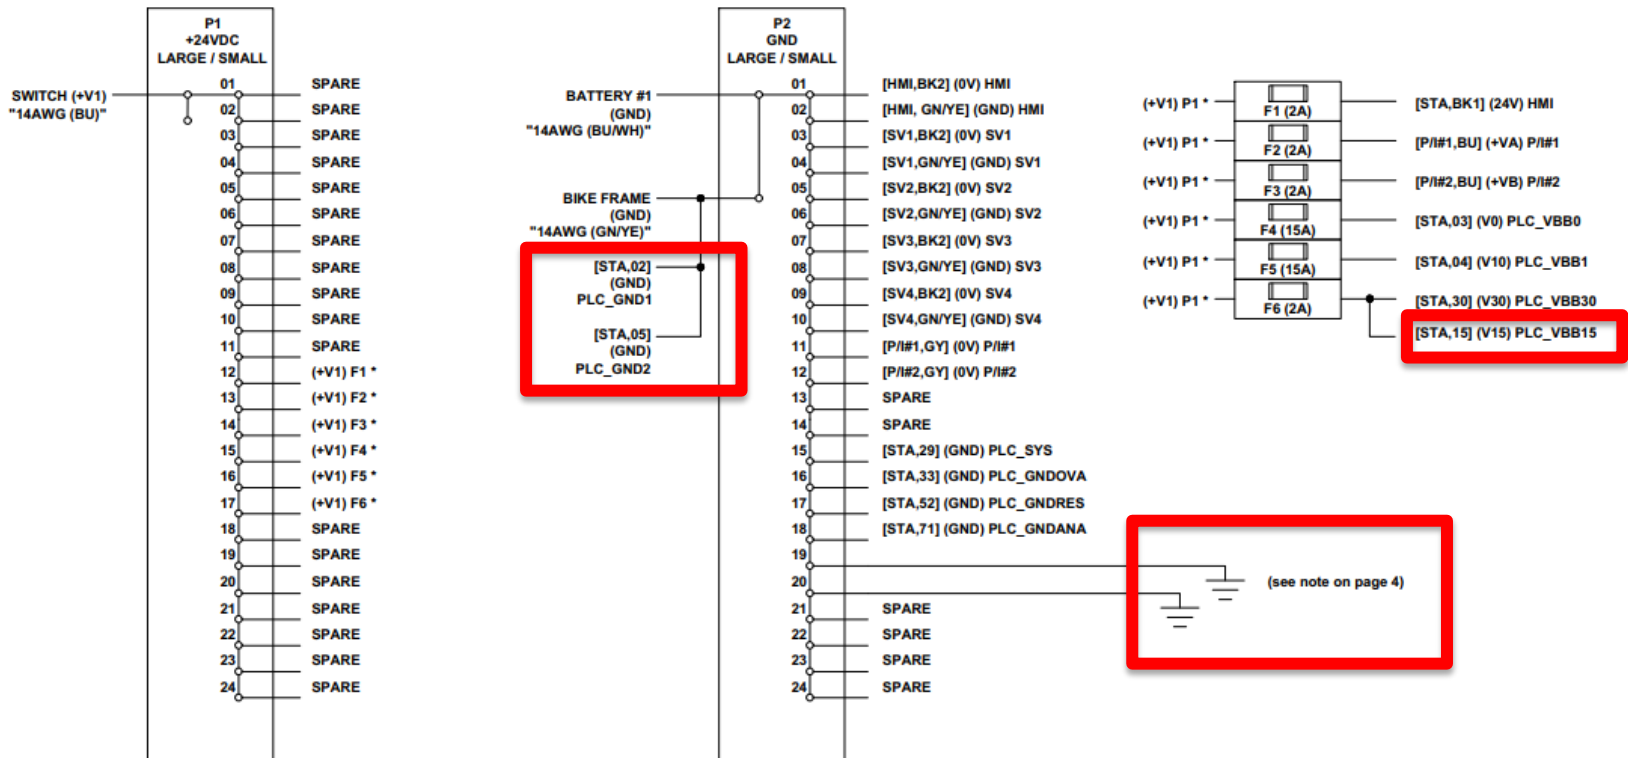 P1
+24VDC
LARGE / SMALL
SWITCH (+V1)
"14AWG (BU)"
01 SPARE
02 SPARE
03 SPARE
04 SPARE
05 SPARE
06 SPARE
07 SPARE
08 SPARE
09 SPARE
10 SPARE
11 SPARE
12 (+V1) F1 *
13 (+V1) F2 *
14 (+V1) F3 *
15 (+V1) F4 *
16 (+V1) F5 *
17 (+V1) F6 *
18 SPARE
19 SPARE
20 SPARE
21 SPARE
22 SPARE
23 SPARE
24 SPARE
P2
GND
LARGE / SMALL
BATTERY #1
(GND)
"14AWG (BU/WH)"
BIKE FRAME
(GND)
"14AWG (GN/YE)"
[STA,02]
(GND)
PLC_GND1
[STA,05]
(GND)
PLC_GND2
01 [HMI,BK2] (0V) HMI
02 [HMI, GN/YE] (GND) HMI
03 [SV1,BK2] (0V) SV1
04 [SV1,GN/YE] (GND) SV1
05 [SV2,BK2] (0V) SV2
06 [SV2,GN/YE] (GND) SV2
07 [SV3,BK2] (0V) SV3
08 [SV3,GN/YE] (GND) SV3
09 [SV4,BK2] (0V) SV4
10 [SV4,GN/YE] (GND) SV4
11 [P/I#1,GY] (0V) P/I#1
12 [P/I#2,GY] (0V) P/I#2
13 SPARE
14 SPARE
15 [STA,29] (GND) PLC_SYS
16 [STA,33] (GND) PLC_GNDOVA
17 [STA,52] (GND) PLC_GNDRES
18 [STA,71] (GND) PLC_GNDANA
19
20 (see note on page 4)
21 SPARE
22 SPARE
23 SPARE
24 SPARE
(+V1) P1 * F1 (2A) [STA,BK1] (24V) HMI
(+V1) P1 * F2 (2A) [P/I#1,BU] (+VA) P/I#1
(+V1) P1 * F3 (2A) [P/I#2,BU] (+VB) P/I#2
(+V1) P1 * F4 (15A) [STA,03] (V0) PLC_VBB0
(+V1) P1 * F5 (15A) [STA,04] (V10) PLC_VBB1
(+V1) P1 * F6 (2A) [STA,30] (V30) PLC_VBB30
[STA,15] (V15) PLC_VBB15